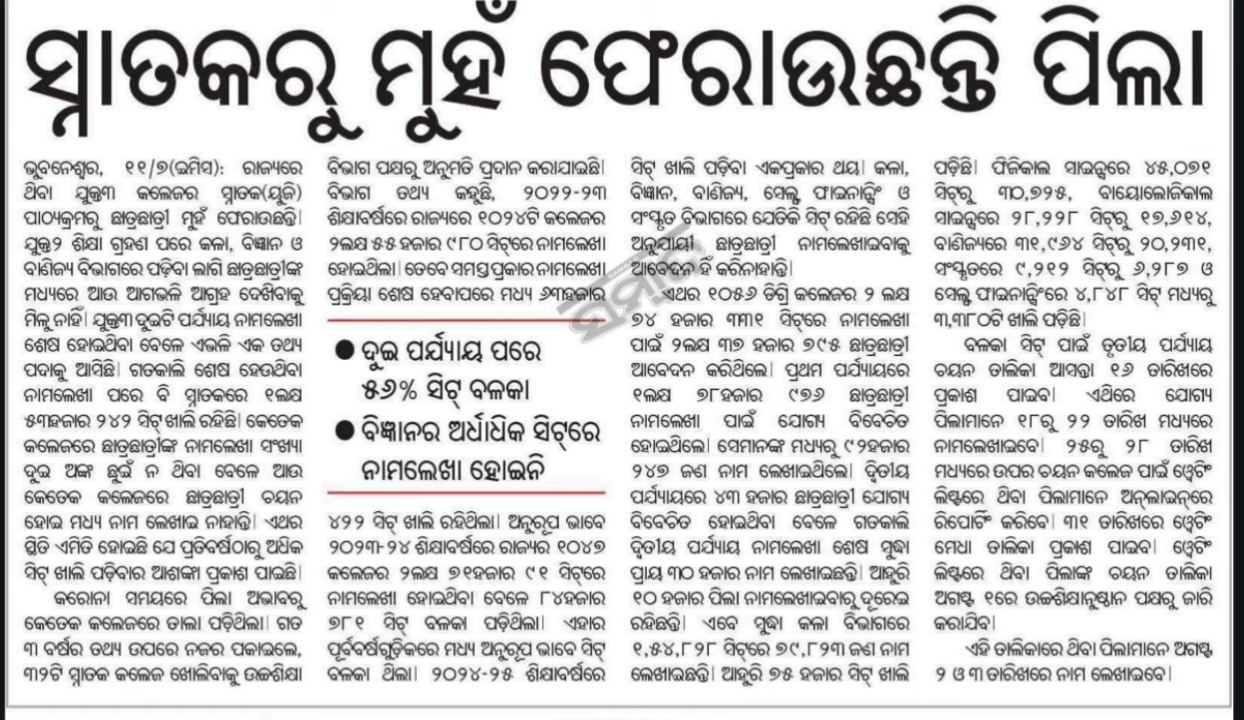 ସ୍ନାତକରୁ ମୁହଁ ଫେରାଉଛନ୍ତି ପିଲା
ଭୁବନେଶ୍ୱର, ୧୧/୭(ଇମିସ): ରାଜ୍ୟରେ
ଥିବା ଯୁକ୍ତ୩ କଲେଜର ସ୍ନାତକ(ୟୁଜି)
ପାଠ୍ୟକ୍ରମରୁ ଛାତ୍ରଛାତ୍ରୀ ମୁହଁ ଫେରାଉଛନ୍ତି।
ଯୁକ୍ତ୨ ଶିକ୍ଷା ଗ୍ରହଣ ପରେ କଳା, ବିଜ୍ଞାନ ଓ
ବାଣିଜ୍ୟ ବିଭାଗରେ ପଢ଼ିବା ଲାଗି ଛାତ୍ରଛାତ୍ରୀଙ୍କ
ମଧ୍ୟରେ ଆଉ ଆଗଭଳି ଆଗ୍ରହ ଦେଖିବାକୁ
ମିଳୁ ନାହିଁ। ଯୁକ୍ତ୩ ଦୁଇଟି ପର୍ଯ୍ୟାୟ ନାମଲେଖା
ଶେଷ ହୋଇଥିବା ବେଳେ ଏଭଳି ଏକ ତଥ୍ୟ
ପଦାକୁ ଆସିଛି। ଗତକାଲି ଶେଷ ହେଉଥିବା
ନାମଲେଖା ପରେ ବି ସ୍ନାତକରେ ୧ଲକ୍ଷ
୫୩ହଜାର ୨୪୨ ସିଟ୍ ଖାଲି ରହିଛି। କେତେକ
କଲେଜରେ ଛାତ୍ରଛାତ୍ରୀଙ୍କ ନାମଲେଖା ସଂଖ୍ୟା
ଦୁଇ ଅଙ୍କ ଛୁଇଁ ନ ଥିବା ବେଳେ ଆଉ
କେତେକ କଲେଜରେ ଛାତ୍ରଛାତ୍ରୀ ଚୟନ
ହୋଇ ମଧ୍ୟ ନାମ ଲେଖାଇ ନାହାନ୍ତି। ଏଥର
ସ୍ଥିତି ଏମିତି ହୋଇଛି ଯେ ପ୍ରତିବର୍ଷଠାରୁ ଅଧିକ
ସିଟ୍ ଖାଲି ପଡ଼ିବାର ଆଶଙ୍କା ପ୍ରକାଶ ପାଇଛି।
କରୋନା ସମୟରେ ପିଲା ଅଭାବରୁ
କେତେକ କଲେଜରେ ତାଲା ପଡ଼ିଥିଲା। ଗତ
୩ ବର୍ଷର ତଥ୍ୟ ଉପରେ ନଜର ପକାଇଲେ,
୩୨ଟି ସ୍ନାତକ କଲେଜ ଖୋଲିବାକୁ ଉଚ୍ଚଶିକ୍ଷା
ବିଭାଗ ପକ୍ଷରୁ ଅନୁମତି ପ୍ରଦାନ କରାଯାଇଛି।
ବିଭାଗ ତଥ୍ୟ କହୁଛି, ୨୦୨୨-୨୩
ଶିକ୍ଷାବର୍ଷରେ ରାଜ୍ୟରେ ୧୦୨୪ଟି କଲେଜର
୨ଲକ୍ଷ ୫୫ ହଜାର ୯୮୦ ସିଟ୍‌ରେ ନାମଲେଖା
ହୋଇଥିଲା। ତେବେ ସମସ୍ତ ପ୍ରକାର ନାମଲେଖା
ପ୍ରକ୍ରିୟା ଶେଷ ହେବାପରେ ମଧ୍ୟ ୬୩ହଜାର
● ଦୁଇ ପର୍ଯ୍ୟାୟ ପରେ
୫୬% ସିଟ୍ ବଳକା
● ବିଜ୍ଞାନର ଅର୍ଧାଧିକ ସିଟ୍‌ରେ
ନାମଲେଖା ହୋଇନି
୪୨୨ ସିଟ୍ ଖାଲି ରହିଥିଲା। ଅନୁରୂପ ଭାବେ
୨୦୨୩-୨୪ ଶିକ୍ଷାବର୍ଷରେ ରାଜ୍ୟର ୧୦୪୭
କଲେଜର ୨ଲକ୍ଷ ୭୧ହଜାର ୯୧ ସିଟ୍‌ରେ
ନାମଲେଖା ହୋଇଥିବା ବେଳେ ୮୪ହଜାର
୭୮୧ ସିଟ୍ ବଳକା ପଡ଼ିଥିଲା। ଏହାର
ପୂର୍ବବର୍ଷଗୁଡ଼ିକରେ ମଧ୍ୟ ଅନୁରୂପ ଭାବେ ସିଟ୍
ବଳକା ଥିଲା। ୨୦୨୪-୨୫ ଶିକ୍ଷାବର୍ଷରେ
ସିଟ୍ ଖାଲି ପଡ଼ିବା ଏକପ୍ରକାର ଥୟ। କଳା,
ବିଜ୍ଞାନ, ବାଣିଜ୍ୟ, ସେଲ୍ଫ ଫାଇନାନ୍ସିଂ ଓ
ସଂସ୍କୃତ ବିଭାଗରେ ଯେତିକି ସିଟ୍ ରହିଛି ସେହି
ଅନୁଯାୟୀ ଛାତ୍ରଛାତ୍ରୀ ନାମଲେଖାଇବାକୁ
ଆବେଦନ ହିଁ କରିନାହାନ୍ତି।
ଏଥର ୧୦୫୬ ଡିଗ୍ରି କଲେଜର ୨ ଲକ୍ଷ
୭୪ ହଜାର ୩୩୧ ସିଟ୍‌ରେ ନାମଲେଖା
ପାଇଁ ୨ଲକ୍ଷ ୩୭ ହଜାର ୭୯୫ ଛାତ୍ରଛାତ୍ରୀ
ଆବେଦନ କରିଥିଲେ। ପ୍ରଥମ ପର୍ଯ୍ୟାୟରେ
୧ଲକ୍ଷ ୭୮ହଜାର ୯୭୬ ଛାତ୍ରଛାତ୍ରୀ
ନାମଲେଖା ପାଇଁ ଯୋଗ୍ୟ ବିବେଚିତ
ହୋଇଥିଲେ। ସେମାନଙ୍କ ମଧ୍ୟରୁ ୯୨ହଜାର
୨୪୭ ଜଣ ନାମ ଲେଖାଇଥିଲେ। ଦ୍ୱିତୀୟ
ପର୍ଯ୍ୟାୟରେ ୪୩ ହଜାର ଛାତ୍ରଛାତ୍ରୀ ଯୋଗ୍ୟ
ବିବେଚିତ ହୋଇଥିବା ବେଳେ ଗତକାଲି
ଦ୍ୱିତୀୟ ପର୍ଯ୍ୟାୟ ନାମଲେଖା ଶେଷ ସୁଦ୍ଧା
ପ୍ରାୟ ୩୦ ହଜାର ନାମ ଲେଖାଇଛନ୍ତି। ଆହୁରି
୧୦ ହଜାର ପିଲା ନାମଲେଖାଇବାରୁ ଦୂରେଇ
ରହିଛନ୍ତି। ଏବେ ସୁଦ୍ଧା କଳା ବିଭାଗରେ
୧,୫୪,୮୨୮ ସିଟ୍‌ରେ ୭୯,୮୨୩ ଜଣ ନାମ
ଲେଖାଇଛନ୍ତି। ଆହୁରି ୭୫ ହଜାର ସିଟ୍ ଖାଲି
ପଡ଼ିଛି। ଫିଜିକାଲ ସାଇନ୍ସରେ ୪୫,୦୭୧
ସିଟ୍‌ରୁ ୩୦,୭୨୫, ବାୟୋଲୋଜିକାଲ
ସାଇନ୍ସରେ ୨୮,୨୨୮ ସିଟ୍‌ରୁ ୧୭,୬୧୪,
ବାଣିଜ୍ୟରେ ୩୧,୯୬୪ ସିଟ୍‌ରୁ ୨୦,୨୩୧,
ସଂସ୍କୃତରେ ୯,୨୧୨ ସିଟ୍‌ରୁ ୬,୨୮୭ ଓ
ସେଲ୍ଫ ଫାଇନାନ୍ସିଂରେ ୪,୮୪୮ ସିଟ୍ ମଧ୍ୟରୁ
୩,୩୮୦ଟି ଖାଲି ପଡ଼ିଛି।
ବଳକା ସିଟ୍ ପାଇଁ ତୃତୀୟ ପର୍ଯ୍ୟାୟ
ଚୟନ ତାଲିକା ଆସନ୍ତା ୧୬ ତାରିଖରେ
ପ୍ରକାଶ ପାଇବ। ଏଥିରେ ଯୋଗ୍ୟ
ପିଲାମାନେ ୧୮ରୁ ୨୨ ତାରିଖ ମଧ୍ୟରେ
ନାମଲେଖାଇବେ। ୨୫ରୁ ୨୮ ତାରିଖ
ମଧ୍ୟରେ ଉପର ଚୟନ କଲେଜ ପାଇଁ ୱେଟିଂ
ଲିଷ୍ଟରେ ଥିବା ପିଲାମାନେ ଅନ୍‌ଲାଇନ୍‌ରେ
ରିପୋର୍ଟିଂ କରିବେ। ୩୧ ତାରିଖରେ ୱେଟିଂ
ମେଧା ତାଲିକା ପ୍ରକାଶ ପାଇବ। ୱେଟିଂ
ଲିଷ୍ଟରେ ଥିବା ପିଲାଙ୍କ ଚୟନ ତାଲିକା
ଅଗଷ୍ଟ ୧ରେ ଉଚ୍ଚଶିକ୍ଷାନୁଷ୍ଠାନ ପକ୍ଷରୁ ଜାରି
କରାଯିବ।
ଏହି ତାଲିକାରେ ଥିବା ପିଲାମାନେ ଅଗଷ୍ଟ
୨ ଓ ୩ ତାରିଖରେ ନାମ ଲେଖାଇବେ।